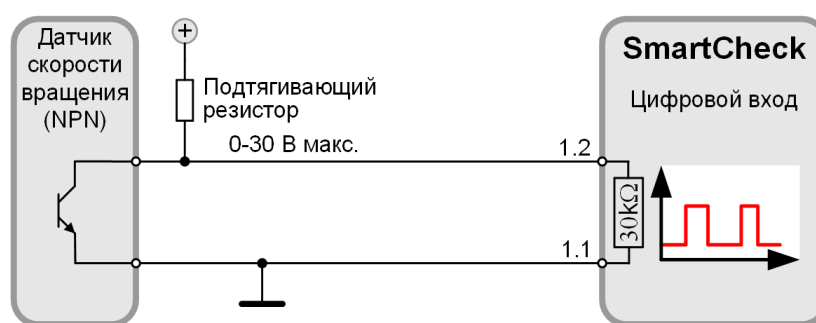 Датчик
скорости
вращения
(NPN)
+
Подтягивающий
резистор
0-30 В макс.
1.2
1.1
SmartCheck
Цифровой вход
30kΩ